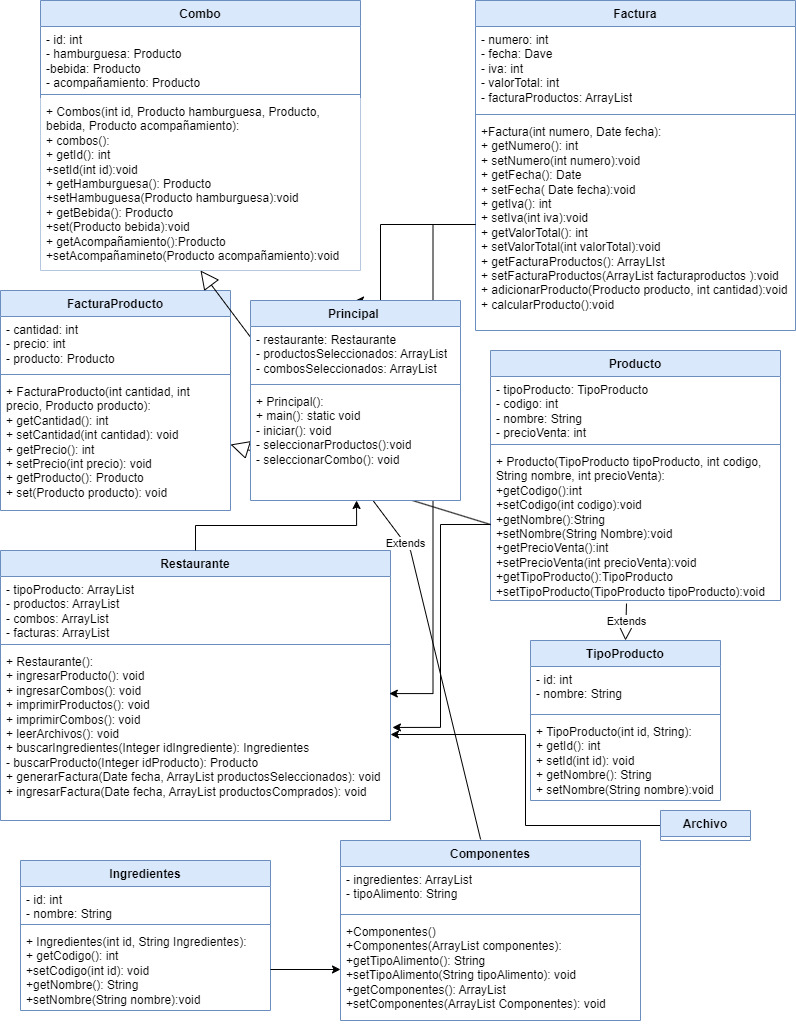 Combo
- id: int
- hamburguesa: Producto
-bebida: Producto
- acompañamiento: Producto
+ Combos(int id, Producto hamburguesa, Producto,
bebida, Producto acompañamiento):
+ combos():
+ getId(): int
+setId(int id):void
+ getHamburguesa(): Producto
+setHambuguesa(Producto hamburguesa):void
+ getBebida(): Producto
+set(Producto bebida):void
+ getAcompañamiento():Producto
+setAcompañamineto(Producto acompañamiento):void
Factura
- numero: int
- fecha: Dave
- iva: int
- valorTotal: int
- facturaProductos: ArrayList
+Factura(int numero, Date fecha):
+ getNumero(): int
+ setNumero(int numero):void
+ getFecha(): Date
+ setFecha( Date fecha):void
+ getIva(): int
+ setIva(int iva):void
+ getValorTotal(): int
+ setValorTotal(int valorTotal):void
+ getFacturaProductos(): ArrayLIst
+ setFacturaProductos(ArrayList facturaproductos ):void
+ adicionarProducto(Producto producto, int cantidad):void
+ calcularProducto():void
FacturaProducto
- cantidad: int
- precio: int
- producto: Producto
+ FacturaProducto(int cantidad, int
precio, Producto producto):
+ getCantidad(): int
+ setCantidad(int cantidad): void
+ getPrecio(): int
+ setPrecio(int precio): void
+ getProducto(): Producto
+ set(Producto producto): void
Principal
- restaurante: Restaurante
- productosSeleccionados: ArrayList
- combosSeleccionados: ArrayList
+ Principal():
+ main(): static void
- iniciar(): void
- seleccionarProductos():void
- seleccionarCombo(): void
Producto
- tipoProducto: TipoProducto
- codigo: int
- nombre: String
- precioVenta: int
+ Producto(TipoProducto tipoProducto, int codigo,
String nombre, int precioVenta):
+getCodigo():int
+setCodigo(int codigo):void
+getNombre():String
+setNombre(String Nombre):void
+getPrecioVenta():int
+setPrecioVenta(int precioVenta):void
+getTipoProducto():TipoProducto
+setTipoProducto(TipoProducto tipoProducto):void
Extends
Extends
Restaurante
- tipoProducto: ArrayList
- productos: ArrayList
- combos: ArrayList
- facturas: ArrayList
+ Restaurante():
+ ingresarProducto(): void
+ ingresarCombos(): void
+ imprimirProductos(): void
+ imprimirCombos(): void
+ leerArchivos(): void
+ buscarIngredientes(Integer idIngrediente): Ingredientes
- buscarProducto(Integer idProducto): Producto
+ generarFactura(Date fecha, ArrayList productosSeleccionados): void
+ ingresarFactura(Date fecha, ArrayList productosComprados): void
TipoProducto
- id: int
- nombre: String
+ TipoProducto(int id, String):
+ getId(): int
+ setId(int id): void
+ getNombre(): String
+ setNombre(String nombre):void
Archivo
Ingredientes
- id: int
- nombre: String
+ Ingredientes(int id, String Ingredientes):
+ getCodigo(): int
+setCodigo(int id): void
+getNombre(): String
+setNombre(String nombre):void
Componentes
- ingredientes: ArrayList
- tipoAlimento: String
+Componentes()
+Componentes(ArrayList componentes):
+getTipoAlimento(): String
+setTipoAlimento(String tipoAlimento): void
+getComponentes(): ArrayList
+setComponentes(ArrayList Componentes): void